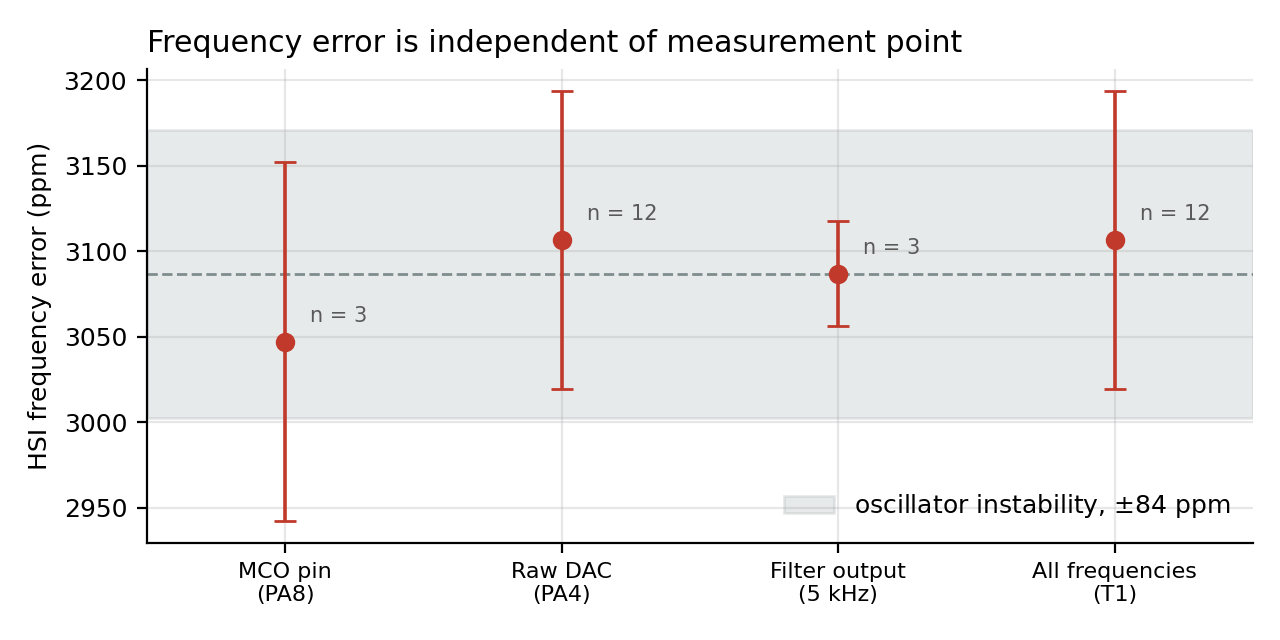 Frequency error is independent of measurement point
HSI frequency error (ppm)
3200
3150
3100
3050
3000
2950
n = 3
n = 12
n = 3
n = 12
oscillator instability, ±84 ppm
MCO pin
(PA8)
Raw DAC
(PA4)
Filter output
(5 kHz)
All frequencies
(T1)